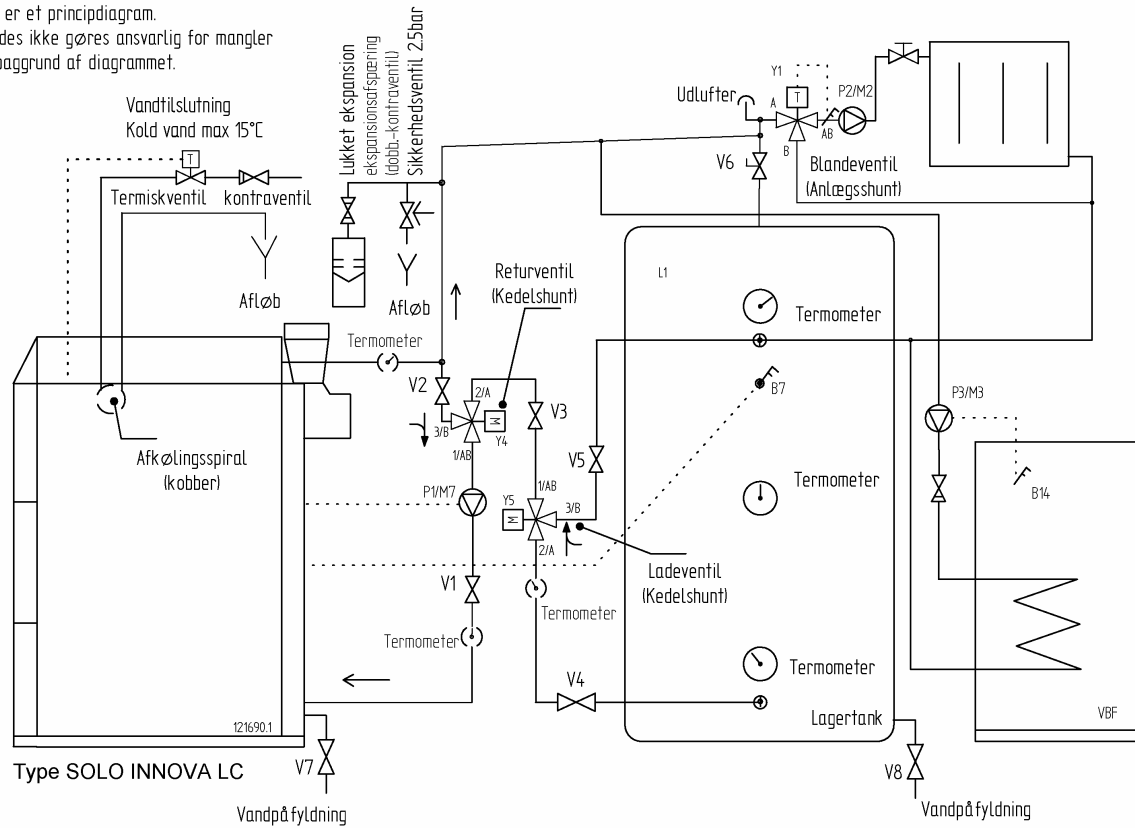 er et principdiagram.
des ikke gøres ansvarlig for mangler
baggrund af diagrammet.
Vandtilslutning
Kold vand max 15°C
T
Termiskventil
kontraventil
Afløb
Lukket ekspansion
ekspansionsafspæring
(dobb.-kontraventil)
Sikkerhedsventil 2.5bar
Afløb
Udlufter
Y1
T
A
AB
B
P2/M2
V6
Blandeventil
(Anlægsshunt)
Returventil
(Kedelshunt)
L1
Termometer
Termometer
V2
2/A
3/B
M
Y4
1/AB
V3
B7
P3/M3
Afkølingsspiral
(kobber)
V5
Termometer
B14
P1/M7
1/AB
Y5
M
3/B
2/A
Ladeventil
(Kedelshunt)
V1
Termometer
Termometer
Termometer
V4
Lagertank
VBF
121690.1
Type SOLO INNOVA LC
V7
V8
Vandpåfyldning
Vandpåfyldning